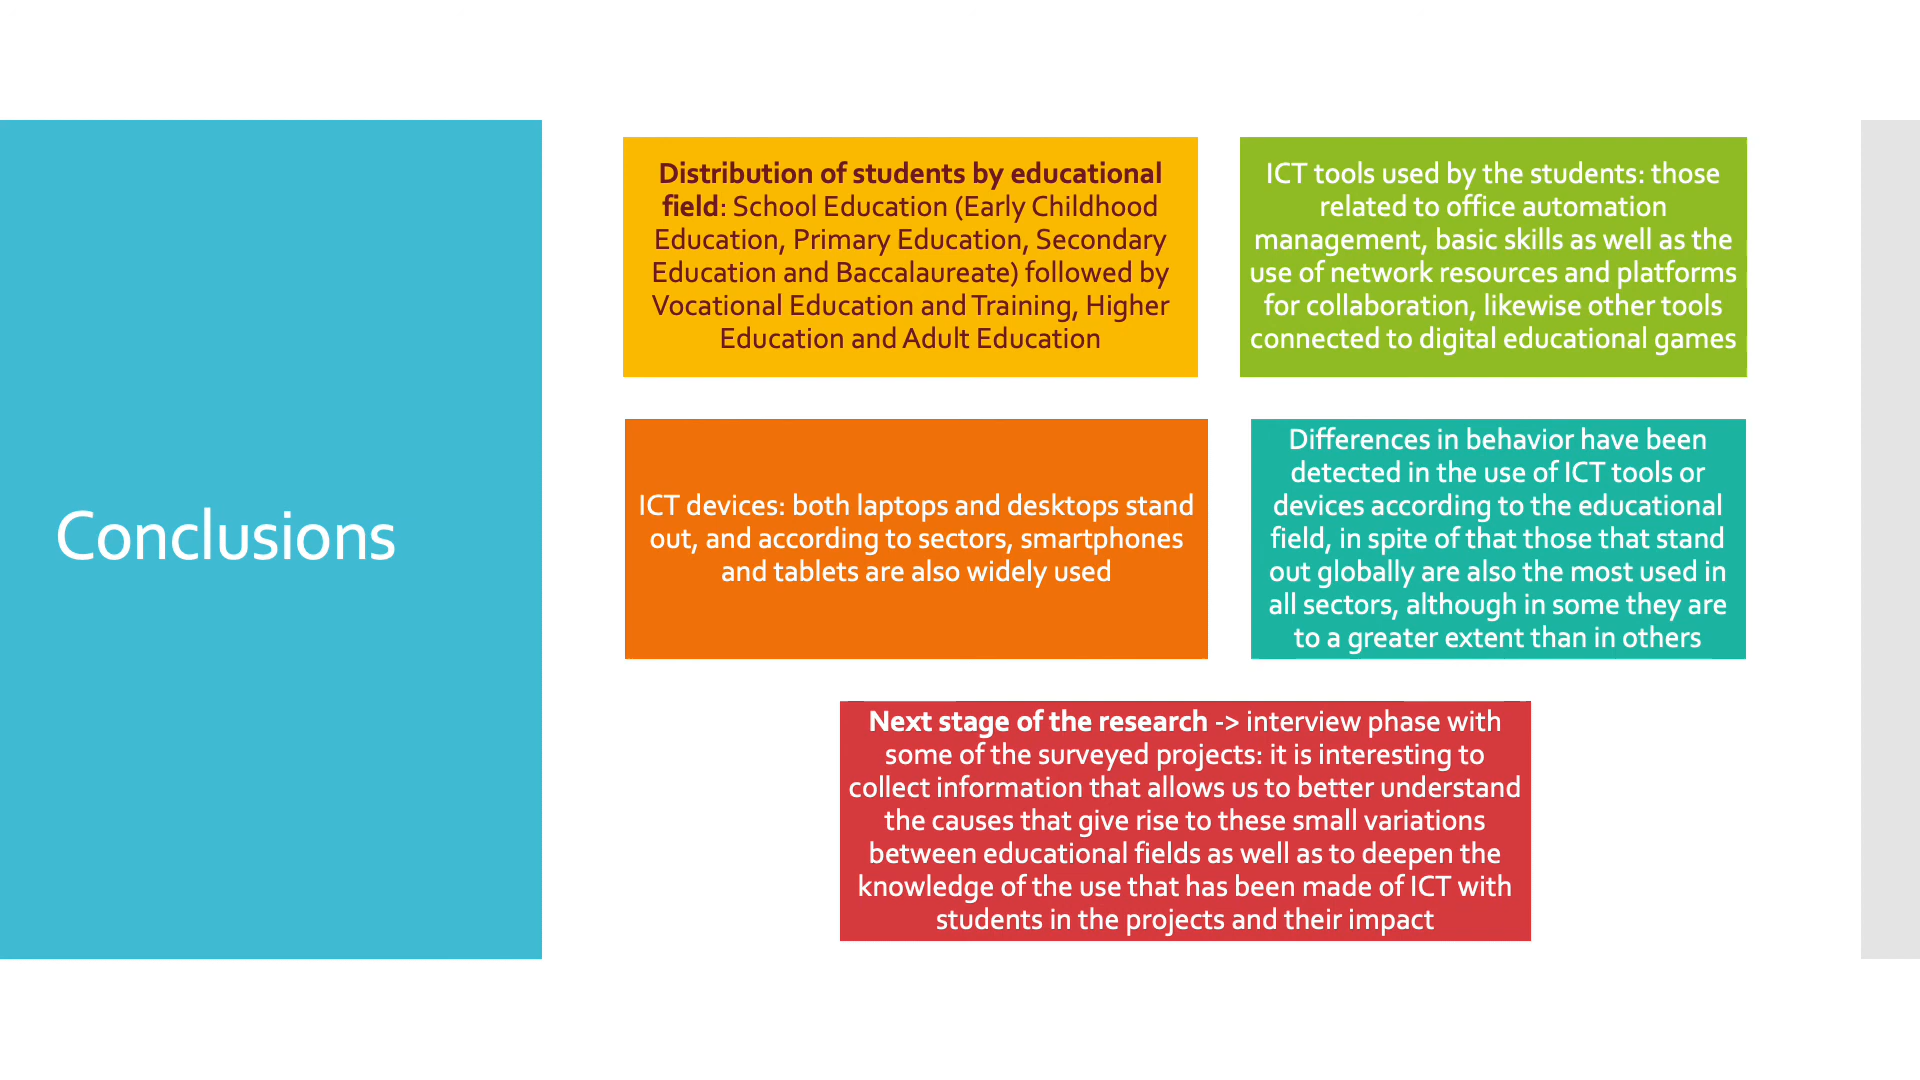 Conclusions
Distribution of students by educational
field: School Education (Early Childhood
Education, Primary Education, Secondary
Education and Baccalaureate) followed by
Vocational Education and Training, Higher
Education and Adult Education
ICT tools used by the students: those
related to office automation
management, basic skills as well as the
use of network resources and platforms
for collaboration, likewise other tools
connected to digital educational games
ICT devices: both laptops and desktops stand
out, and according to sectors, smartphones
and tablets are also widely used
Differences in behavior have been
detected in the use of ICT tools or
devices according to the educational
field, in spite of that those that stand
out globally are also the most used in
all sectors, although in some they are
to a greater extent than in others
Next stage of the research -> interview phase with
some of the surveyed projects: it is interesting to
collect information that allows us to better understand
the causes that give rise to these small variations
between educational fields as well as to deepen the
knowledge of the use that has been made of ICT with
students in the projects and their impact